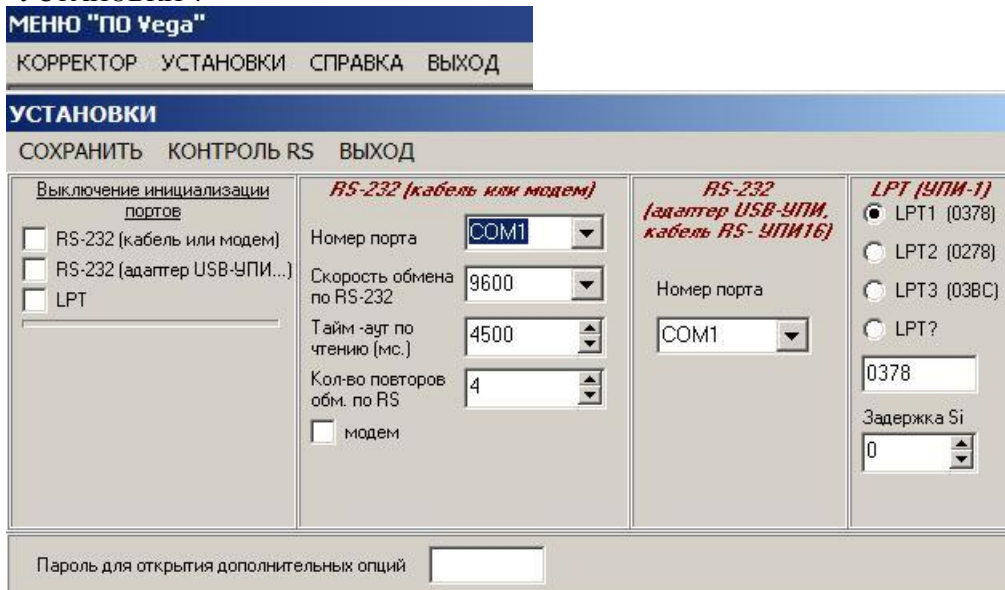 УСТАНОВКИ".
МЕНЮ "ПО Vega"
КОРРЕКТОР УСТАНОВКИ СПРАВКА ВЫХОД
УСТАНОВКИ
СОХРАНИТЬ КОНТРОЛЬ RS ВЫХОД
Выключение инициализации
портов
RS-232 (кабель или модем)
RS-232 (адаптер USB-УПИ...)
LPT
RS-232 (кабель или модем)
Номер порта
COM1
Скорость обмена
по RS-232
9600
Тайм -аут по
чтению (мс.)
4500
Кол-во повторов
обм. по RS
4
модем
RS-232
(адаптер USB-УПИ,
кабель RS- УПИ16)
Номер порта
COM1
LPT (УПИ-1)
LPT1 (0378)
LPT2 (0278)
LPT3 (03BC)
LPT?
0378
Задержка Si
0
Пароль для открытия дополнительных опций